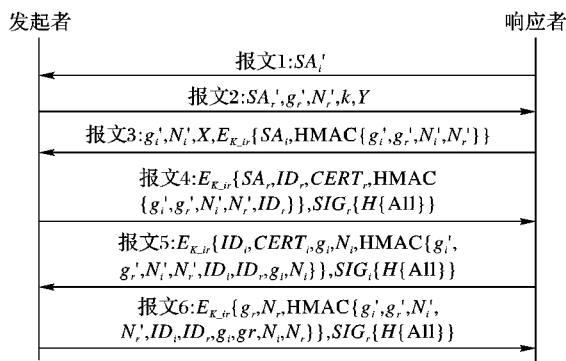 发起者 响应者
报文1:SA_i'
报文2:SA_r',g_r',N_r',k,Y
报文3:g_i',N_i',X,E_{K_ir}{SA_i,HMAC{g_i',g_r',N_i',N_r'}}
报文4:E_{K_ir}{SA_r,ID_r,CERT_r,HMAC
{g_i',g_r',N_i',N_r',ID_r}},SIG_r{H{All}}
报文5:E_{K_ir}{ID_i,CERT_i,g_i,N_i,HMAC{g_i',
g_r',N_i',N_r',ID_i,ID_r,g_i,N_i}},SIG_i{H{All}}
报文6:E_{K_ir}{g_r,N_r,HMAC{g_i',g_r',N_i',
N_r',ID_i,ID_r,g_i,gr,N_i,N_r}},SIG_r{H{All}}